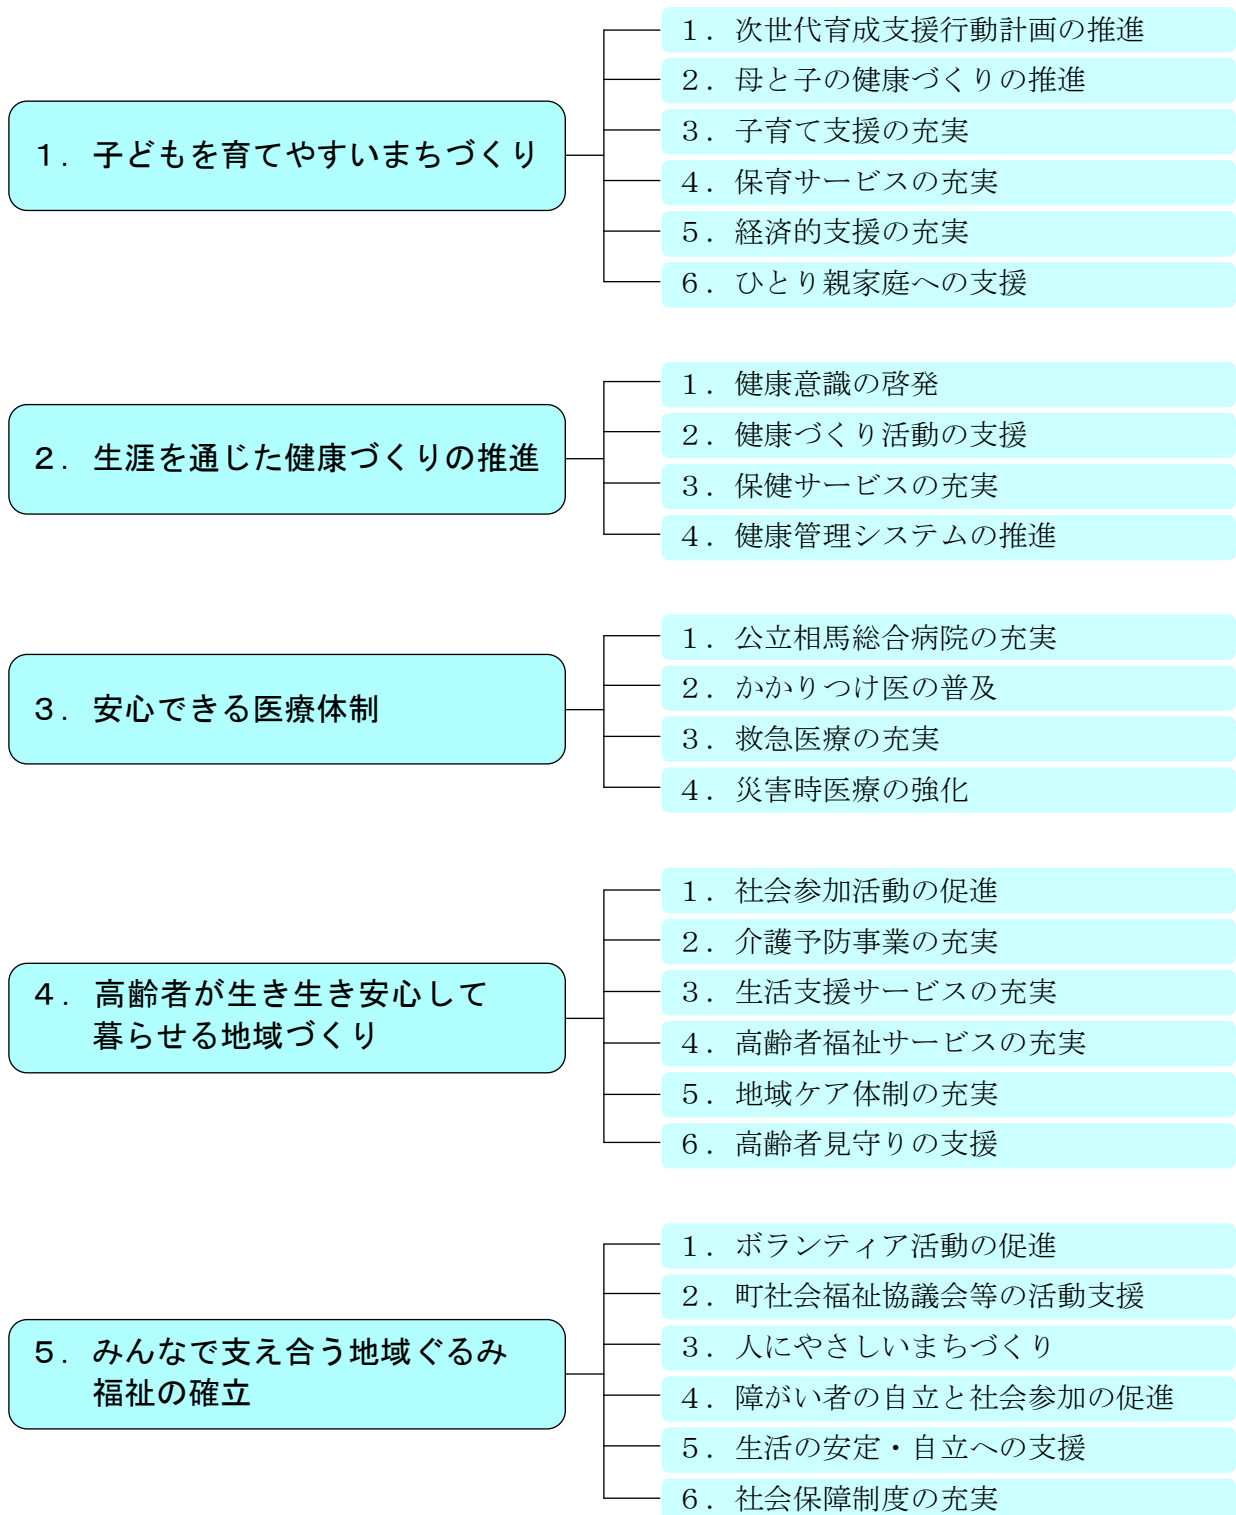 １．子どもを育てやすいまちづくり
１．次世代育成支援行動計画の推進
２．母と子の健康づくりの推進
３．子育て支援の充実
４．保育サービスの充実
５．経済的支援の充実
６．ひとり親家庭への支援
２．生涯を通じた健康づくりの推進
１．健康意識の啓発
２．健康づくり活動の支援
３．保健サービスの充実
４．健康管理システムの推進
３．安心できる医療体制
１．公立相馬総合病院の充実
２．かかりつけ医の普及
３．救急医療の充実
４．災害時医療の強化
４．高齢者が生き生き安心して
暮らせる地域づくり
１．社会参加活動の促進
２．介護予防事業の充実
３．生活支援サービスの充実
４．高齢者福祉サービスの充実
５．地域ケア体制の充実
６．高齢者見守りの支援
５．みんなで支え合う地域ぐるみ
福祉の確立
１．ボランティア活動の促進
２．町社会福祉協議会等の活動支援
３．人にやさしいまちづくり
４．障がい者の自立と社会参加の促進
５．生活の安定・自立への支援
６．社会保障制度の充実